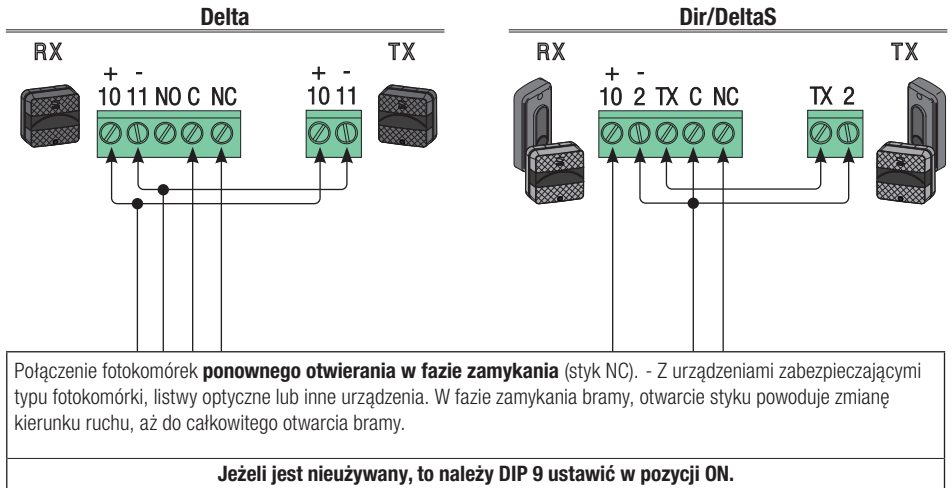 Delta
Dir/DeltaS
RX
TX
RX
TX
+ -
10 11 NO C NC
+ -
10 11
+ -
10 2 TX C NC
TX 2
Połączenie fotokomórek ponownego otwierania w fazie zamykania (styk NC). - Z urządzeniami zabezpieczającymi
typu fotokomórki, listwy optyczne lub inne urządzenia. W fazie zamykania bramy, otwarcie styku powoduje zmianę
kierunku ruchu, aż do całkowitego otwarcia bramy.
Jeżeli jest nieużywany, to należy DIP 9 ustawić w pozycji ON.